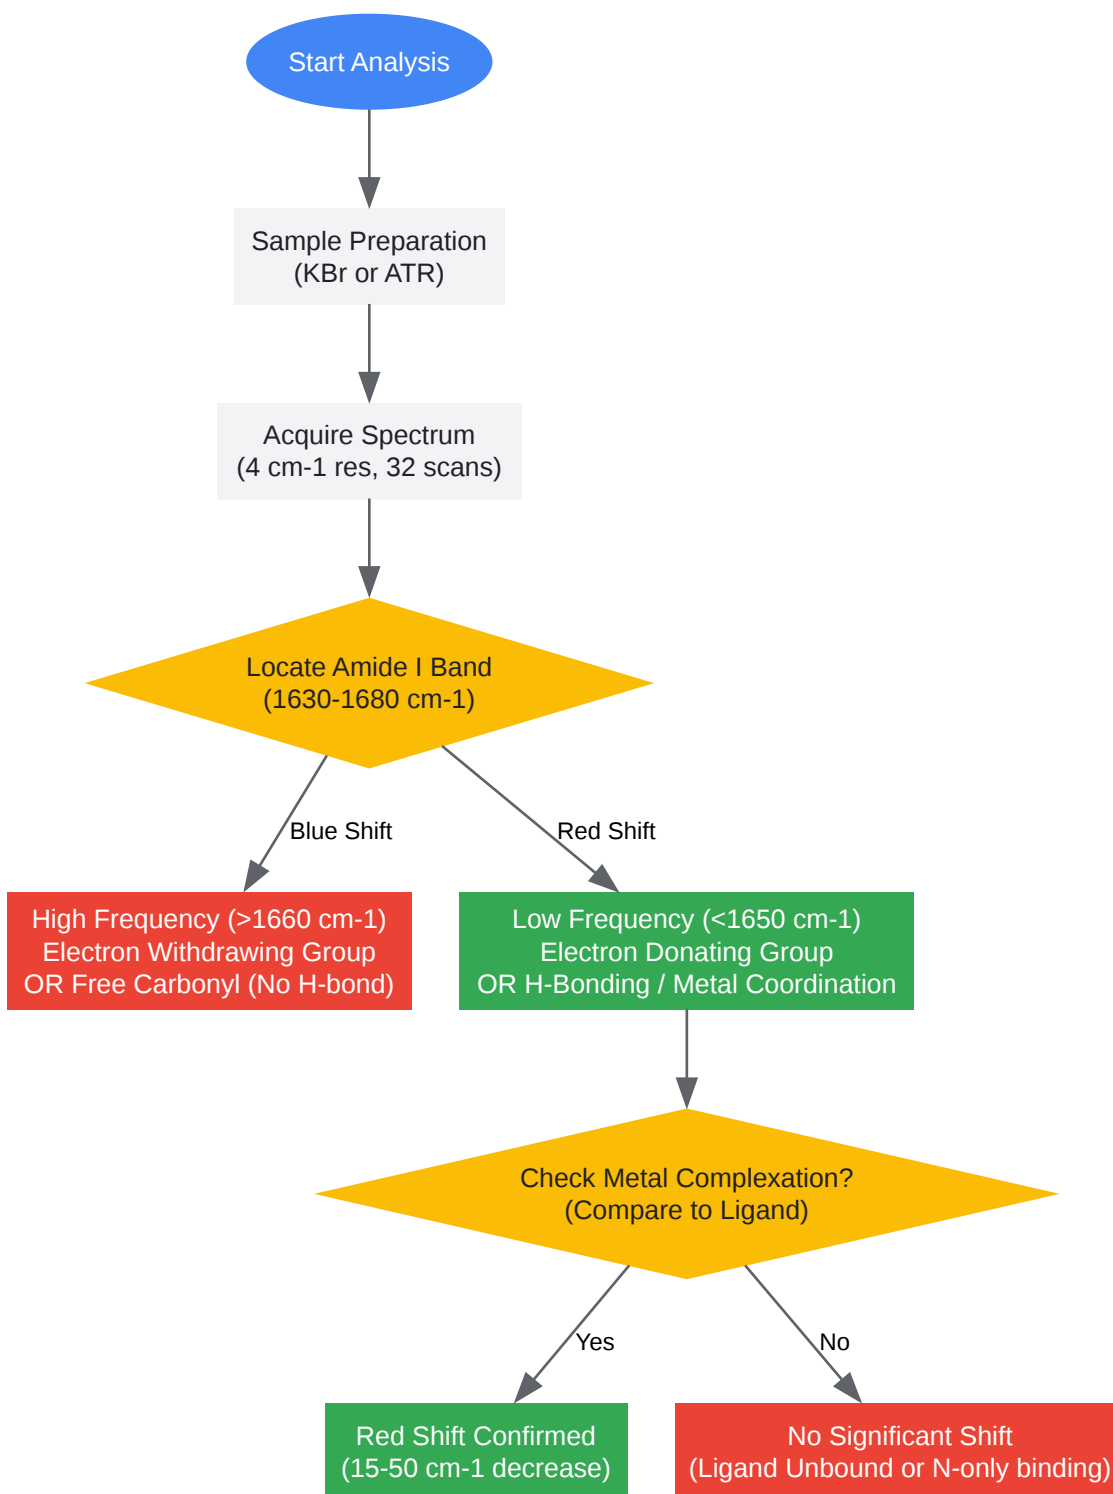 Start Analysis
Sample Preparation
(KBr or ATR)
Acquire Spectrum
(4 cm-1 res, 32 scans)
Locate Amide I Band
(1630-1680 cm-1)
Blue Shift
Red Shift
High Frequency (>1660 cm-1)
Electron Withdrawing Group
OR Free Carbonyl (No H-bond)
Low Frequency (<1650 cm-1)
Electron Donating Group
OR H-Bonding / Metal Coordination
Check Metal Complexation?
(Compare to Ligand)
Yes
No
Red Shift Confirmed
(15-50 cm-1 decrease)
No Significant Shift
(Ligand Unbound or N-only binding)